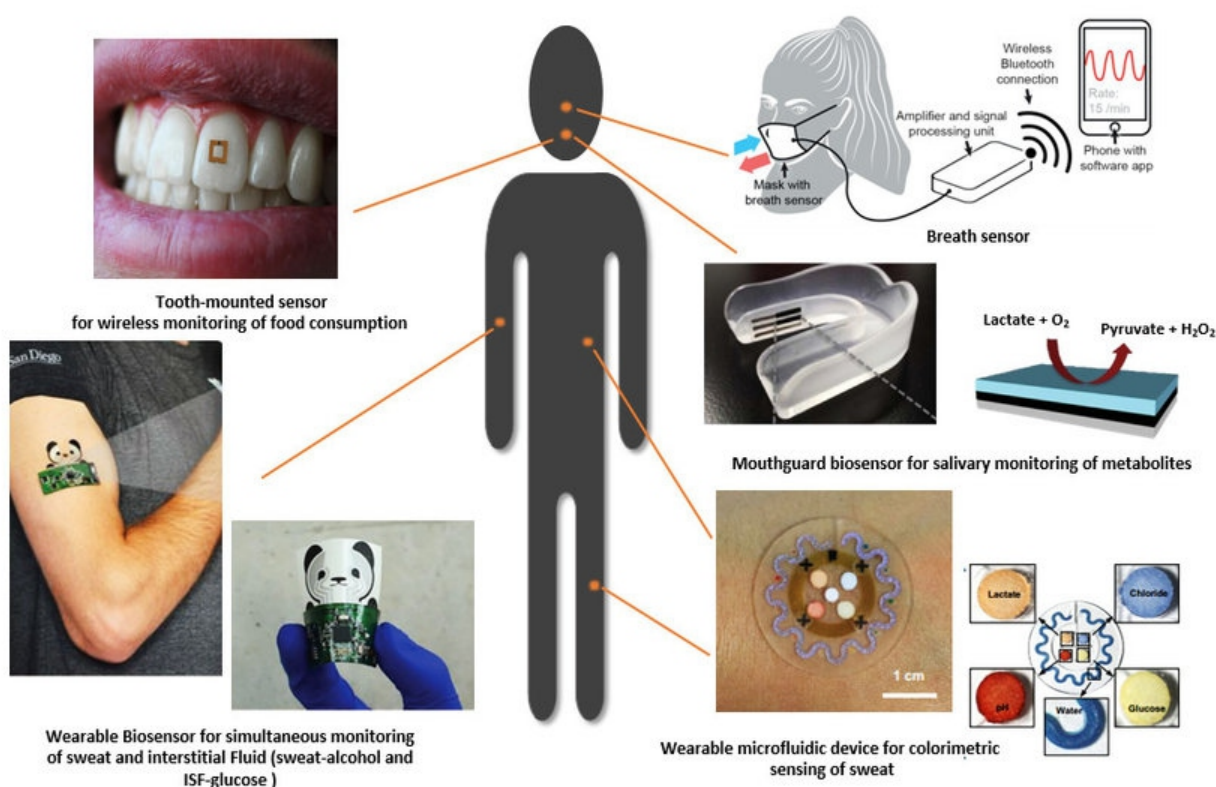 Wireless
Bluetooth
connection
Rate:
15 /min
Amplifier and signal
processing unit
Phone with
software app
Mask with
breath sensor
Breath sensor
Tooth-mounted sensor
for wireless monitoring of food consumption
San Diego
Lactate + O₂
Pyruvate + H₂O₂
Mouthguard biosensor for salivary monitoring of metabolites
1 cm
Lactate
Chloride
pH
Water
Glucose
Wearable Biosensor for simultaneous monitoring
of sweat and interstitial Fluid (sweat-alcohol and
ISF-glucose )
Wearable microfluidic device for colorimetric
sensing of sweat